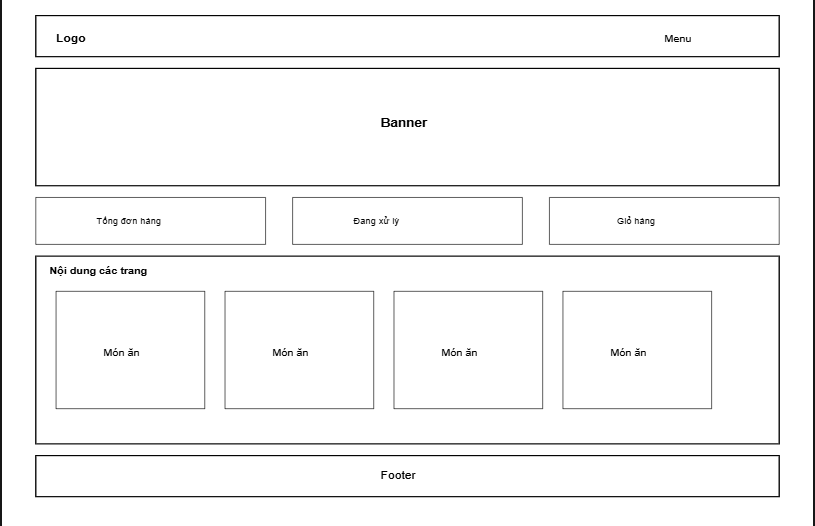 Logo
Menu
Banner
Tổng đơn hàng
Đang xử lý
Giỏ hàng
Nội dung các trang
Món ăn
Món ăn
Món ăn
Món ăn
Footer